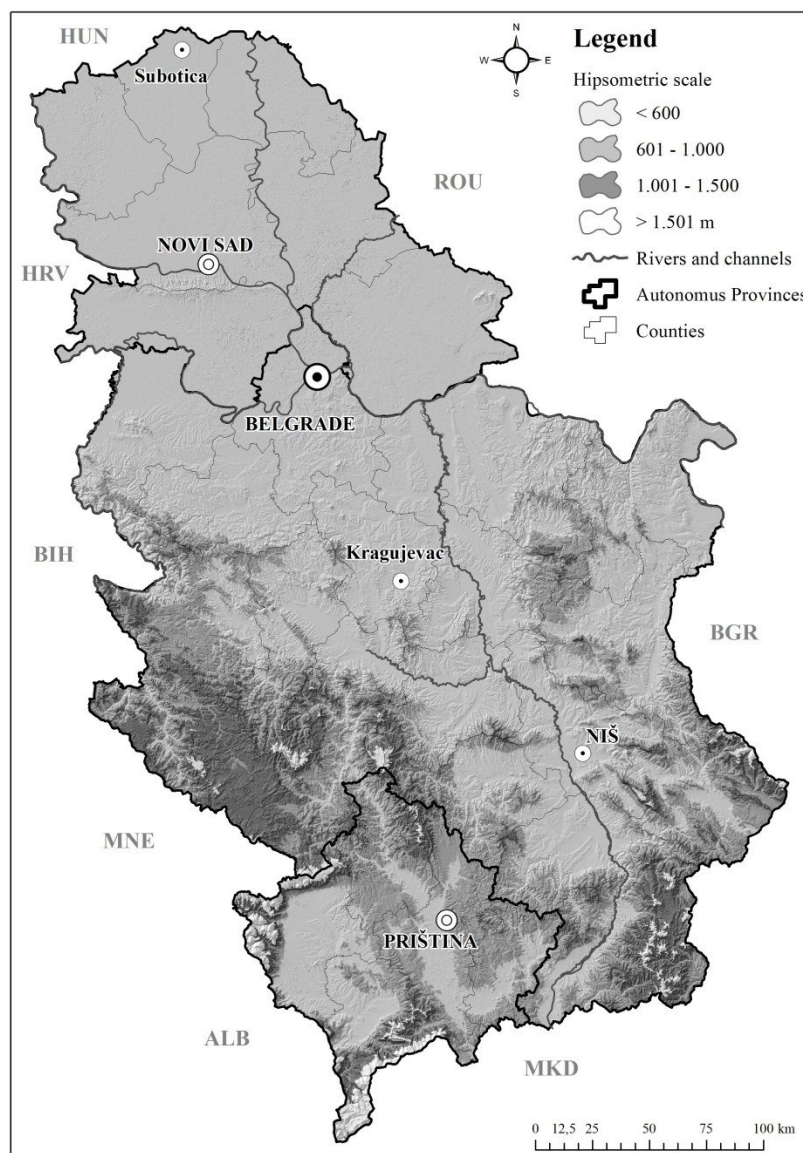 HUN
Subotica
N
W
E
S
Legend
Hipsometric scale
< 600
601 - 1.000
1.001 - 1.500
> 1.501 m
Rivers and channels
Autonomus Provinces
Counties
ROU
NOVI SAD
HRV
BELGRADE
BIH
Kragujevac
BGR
NIŠ
MNE
PRIŠTINA
ALB
MKD
0 12,5 25 50 75 100 km